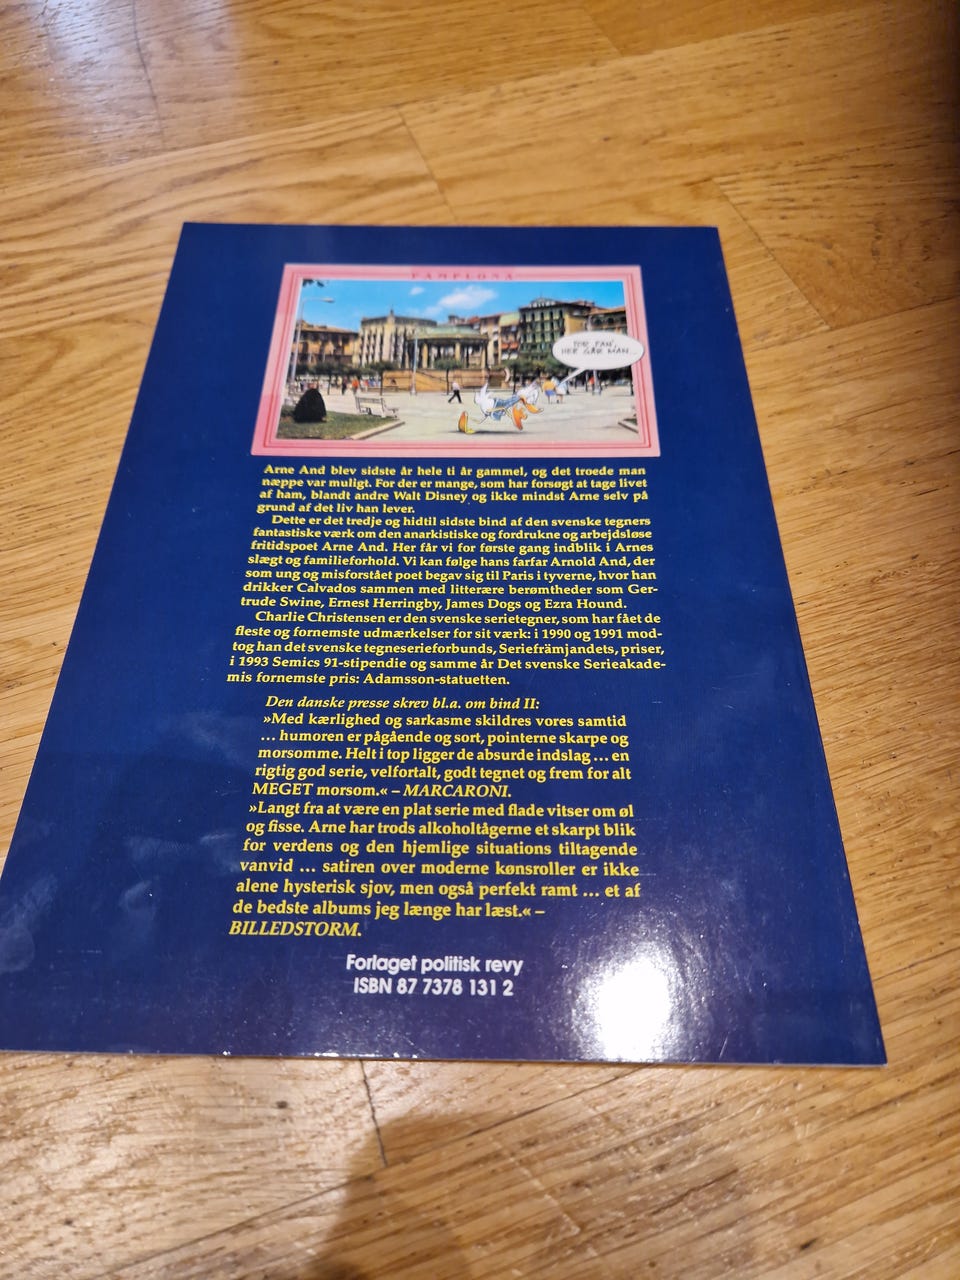 PAMPLONA
FOR FAN',
HER GÅR MAN...
Arne And blev sidste år hele ti år gammel, og det troede man
næppe var muligt. For der er mange, som har forsøgt at tage livet
af ham, blandt andre Walt Disney og ikke mindst Arne selv på
grund af det liv han lever.
Dette er det tredje og hidtil sidste bind af den svenske tegners
fantastiske værk om den anarkistiske og fordrukne og arbejdsløse
fritidspoet Arne And. Her får vi for første gang indblik i Arnes
slægt og familieforhold. Vi kan følge hans farfar Arnold And, der
som ung og misforstået poet begav sig til Paris i tyverne, hvor han
drikker Calvados sammen med litterære berømtheder som Ger-
trude Swine, Ernest Herringby, James Dogs og Ezra Hound.
Charlie Christensen er den svenske serietegner, som har fået de
fleste og fornemste udmærkelser for sit værk: i 1990 og 1991 mod-
tog han det svenske tegneserieforbunds, Seriefrämjandets, priser,
i 1993 Semics 91-stipendie og samme år Det svenske Serieakade-
mis fornemste pris: Adamsson-statuetten.
Den danske presse skrev bl.a. om bind II:
»Med kærlighed og sarkasme skildres vores samtid
... humoren er pågående og sort, pointerne skarpe og
morsomme. Helt i top ligger de absurde indslag ... en
rigtig god serie, velfortalt, godt tegnet og frem for alt
MEGET morsom.« – MARCARONI.
»Langt fra at være en plat serie med flade vitser om øl
og fisse. Arne har trods alkoholtågerne et skarpt blik
for verdens og den hjemlige situations tiltagende
vanvid ... satiren over moderne kønsroller er ikke
alene hysterisk sjov, men også perfekt ramt ... et af
de bedste albums jeg længe har læst.« –
BILLEDSTORM.
Forlaget politisk revy
ISBN 87 7378 131 2